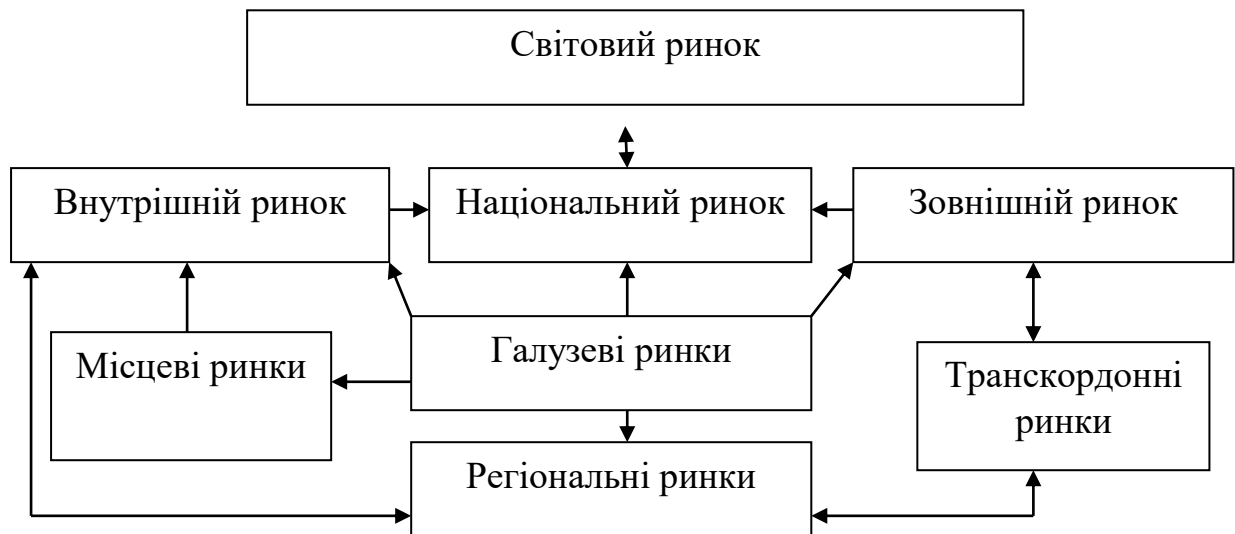 Світовий ринок
Внутрішній ринок
Національний ринок
Зовнішній ринок
Місцеві ринки
Галузеві ринки
Транскордонні
ринки
Регіональні ринки